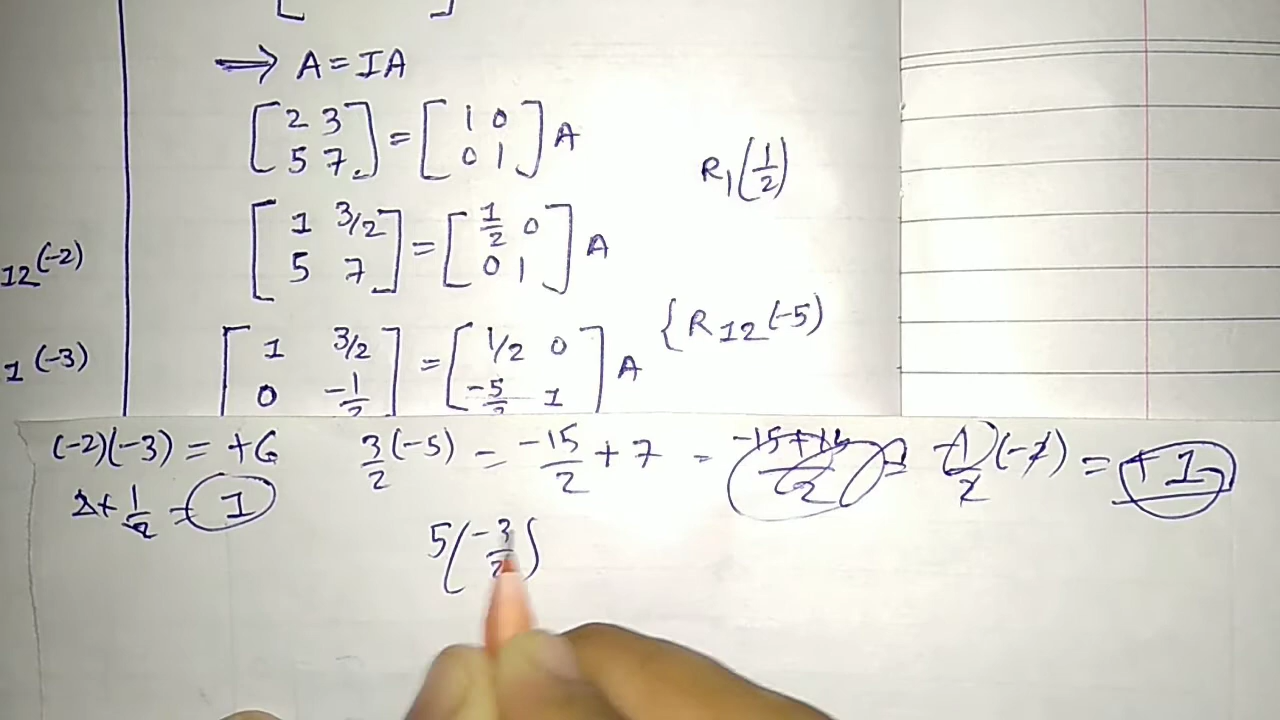 ⇒ A = IA
[2 3
5 7] = [1 0
0 1] A
R₁(1/2)
[1 3/2
5 7] = [1/2 0
0 1] A
12(-2)
{R₁₂(-5)
[1 3/2
0 -1/2] = [1/2 0
-5/2 1] A
1(-3)
(-2)(-3) = +6
2 + 1/2 = 1
3/2(-5) = -15/2 + 7 = -15+14/2 = -1/2(-2) = +1
5(-3/2)